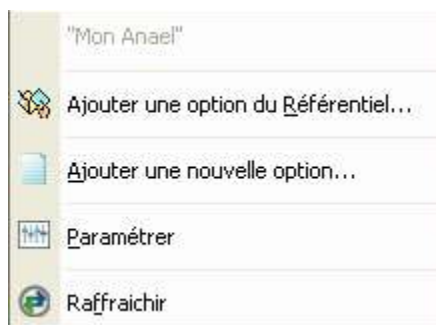 "Mon Anael"
Ajouter une option du Référentiel...
Ajouter une nouvelle option...
Paramétrer
Raffraichir